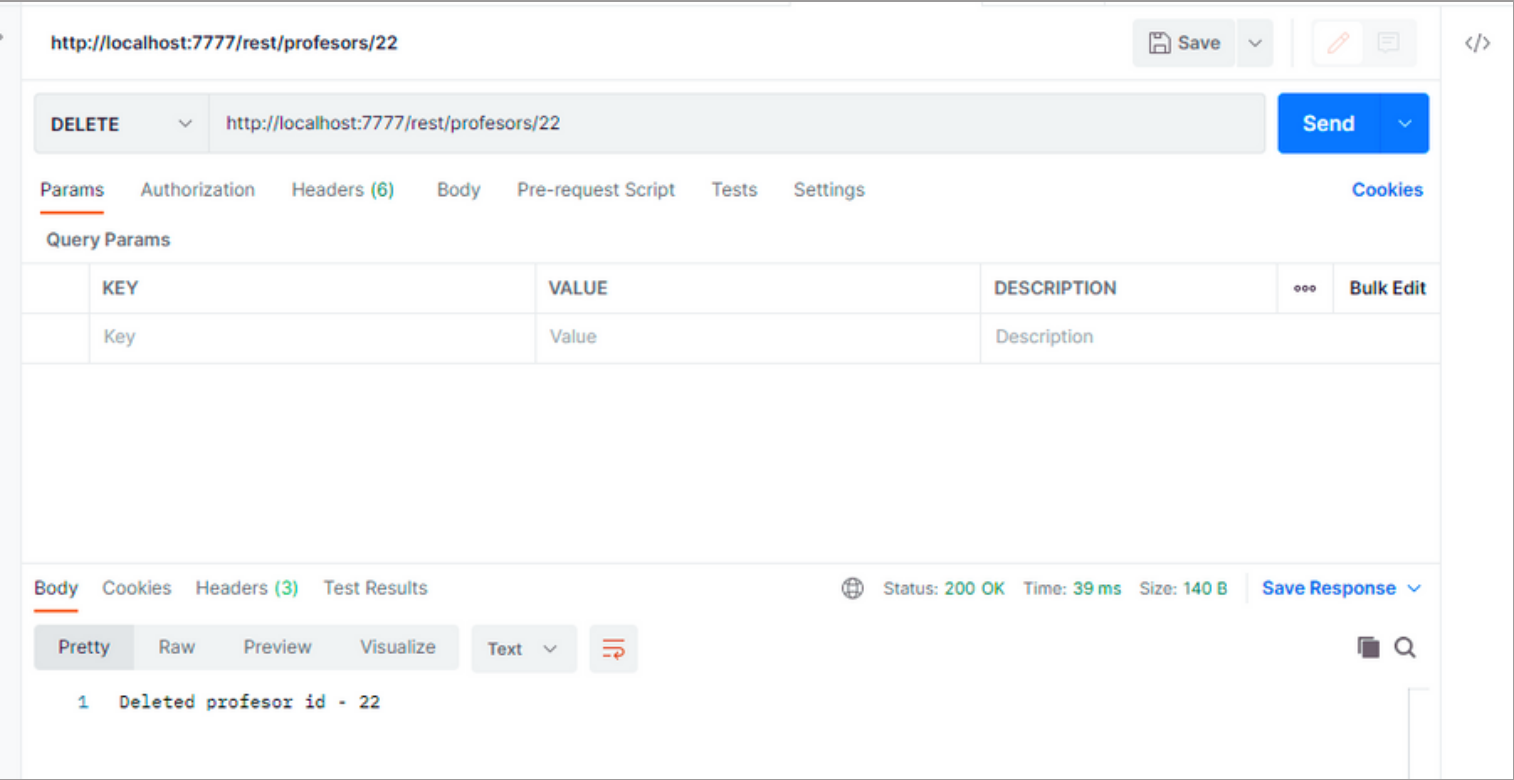 http://localhost:7777/rest/profesors/22 Save </>
DELETE http://localhost:7777/rest/profesors/22 Send
Params Authorization Headers (6) Body Pre-request Script Tests Settings Cookies
Query Params
KEY VALUE DESCRIPTION Bulk Edit
Key Value Description
Body Cookies Headers (3) Test Results Status: 200 OK Time: 39 ms Size: 140 B Save Response
Pretty Raw Preview Visualize Text
1 Deleted profesor id - 22